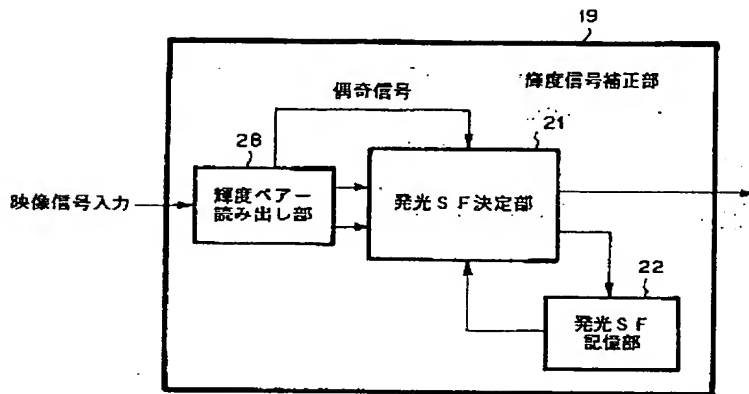 19
輝度信号補正部
偶奇信号
21
28
映像信号入力
輝度ペアー
読み出し部
発光SF決定部
22
発光SF
記憶部